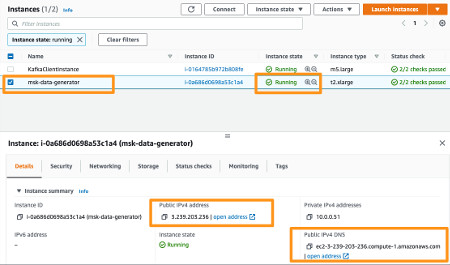 Instances (1/2) Info
Connect
Instance state
Actions
Launch instances
Filter instances
1
Instance state: running
Clear filters
Name
Instance ID
Instance state
Instance type
Status check
KafkaClientInstance
i-0164785b972b808fe
Running
m5.large
2/2 checks passed
msk-data-generator
i-0a686d0698a53c1a4
Running
t2.xlarge
2/2 checks passed
Instance: i-0a686d0698a53c1a4 (msk-data-generator)
Details
Security
Networking
Storage
Status checks
Monitoring
Tags
Instance summary Info
Instance ID
Public IPv4 address
Private IPv4 addresses
i-0a686d0698a53c1a4 (msk-data-generator)
3.239.203.236 | open address
10.0.0.51
IPv6 address
Instance state
Public IPv4 DNS
–
Running
ec2-3-239-203-236.compute-1.amazonaws.com
| open address